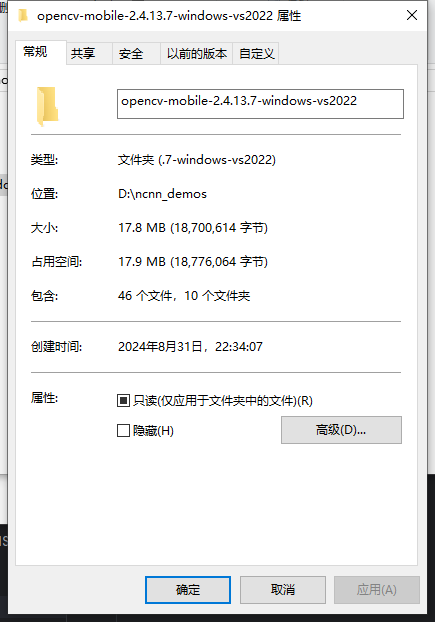 opencv-mobile-2.4.13.7-windows-vs2022 属性
常规 共享 安全 以前的版本 自定义
opencv-mobile-2.4.13.7-windows-vs2022
类型: 文件夹 (.7-windows-vs2022)
位置: D:\ncnn_demos
大小: 17.8 MB (18,700,614 字节)
占用空间: 17.9 MB (18,776,064 字节)
包含: 46 个文件，10 个文件夹
创建时间: 2024年8月31日，22:34:07
属性: 只读(仅应用于文件夹中的文件)(R)
隐藏(H) 高级(D)...
确定 取消 应用(A)